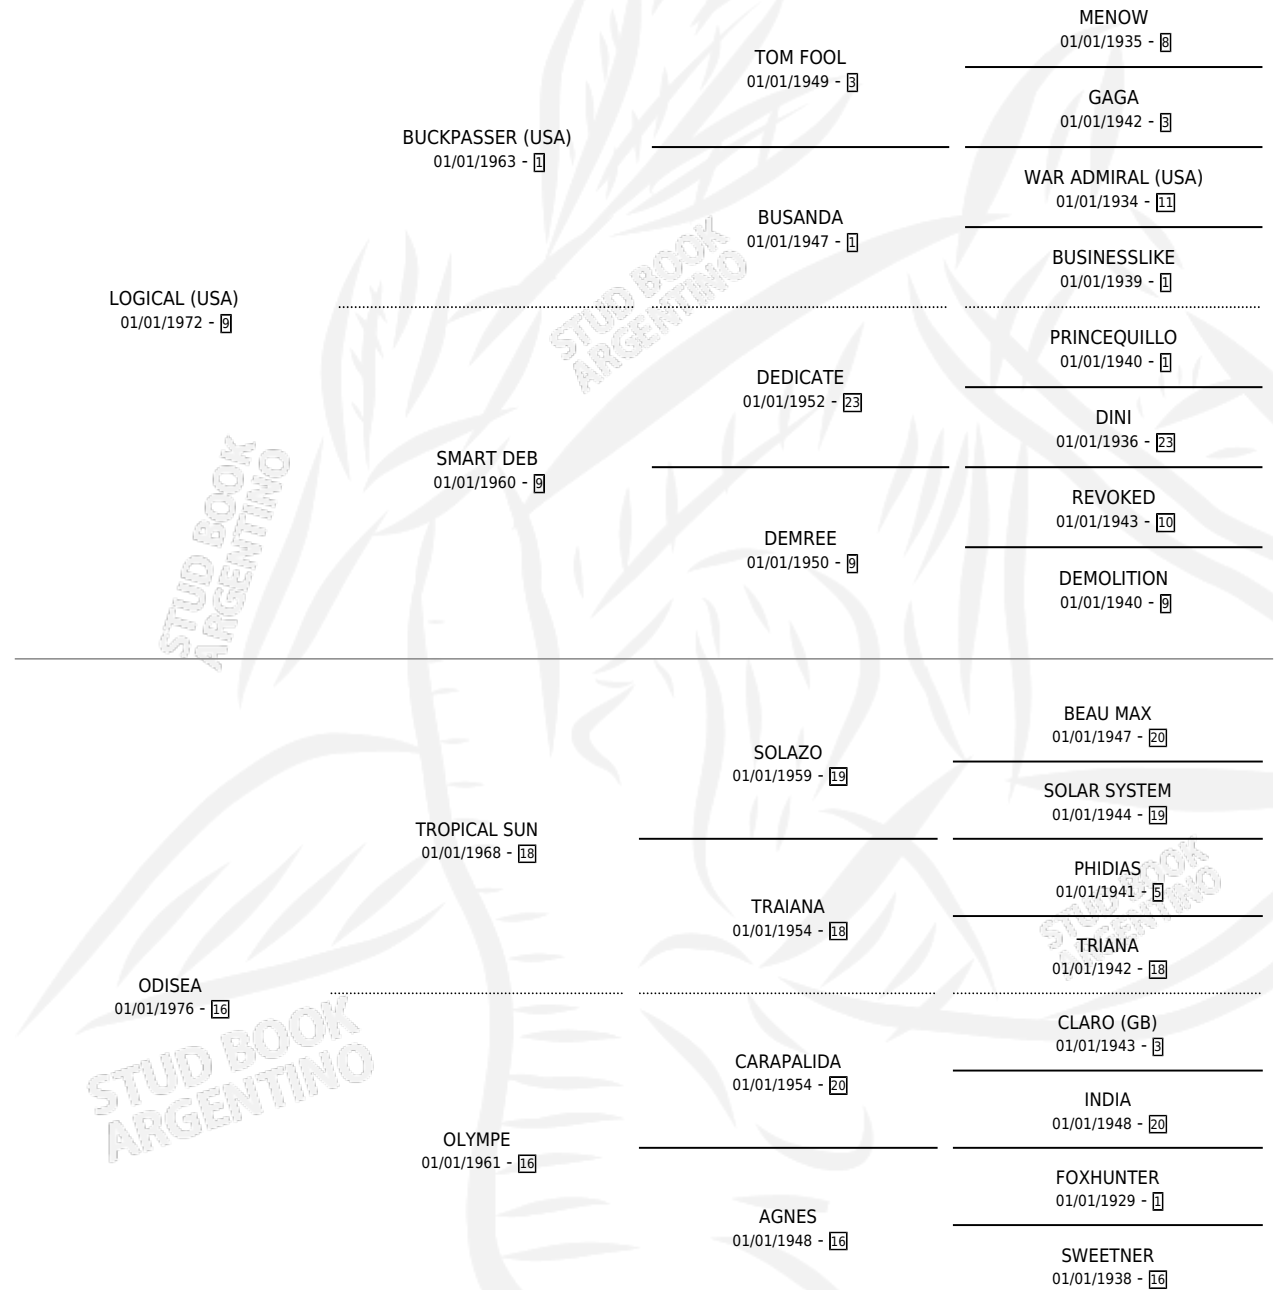 MENOW
01/01/1935 - 8
TOM FOOL
01/01/1949 - 3
GAGA
01/01/1942 - 3
BUCKPASSER (USA)
01/01/1963 - 1
WAR ADMIRAL (USA)
01/01/1934 - 11
BUSANDA
01/01/1947 - 1
BUSINESSLIKE
01/01/1939 - 1
LOGICAL (USA)
01/01/1972 - 9
PRINCEQUILLO
01/01/1940 - 1
DEDICATE
01/01/1952 - 23
DINI
01/01/1936 - 23
SMART DEB
01/01/1960 - 9
REVOKED
01/01/1943 - 10
DEMREE
01/01/1950 - 9
DEMOLITION
01/01/1940 - 9
STUD BOOK
ARGENTINO
STUD BOOK
ARGENTINO
BEAU MAX
01/01/1947 - 20
SOLAZO
01/01/1959 - 19
SOLAR SYSTEM
01/01/1944 - 19
TROPICAL SUN
01/01/1968 - 18
PHIDIAS
01/01/1941 - 5
TRAIANA
01/01/1954 - 18
TRIANA
01/01/1942 - 18
ODISEA
01/01/1976 - 16
CLARO (GB)
01/01/1943 - 3
CARAPALIDA
01/01/1954 - 20
INDIA
01/01/1948 - 20
OLYMPE
01/01/1961 - 16
FOXHUNTER
01/01/1929 - 1
AGNES
01/01/1948 - 16
SWEETNER
01/01/1938 - 16
STUD BOOK
ARGENTINO
STUD BOOK
ARGENTINO